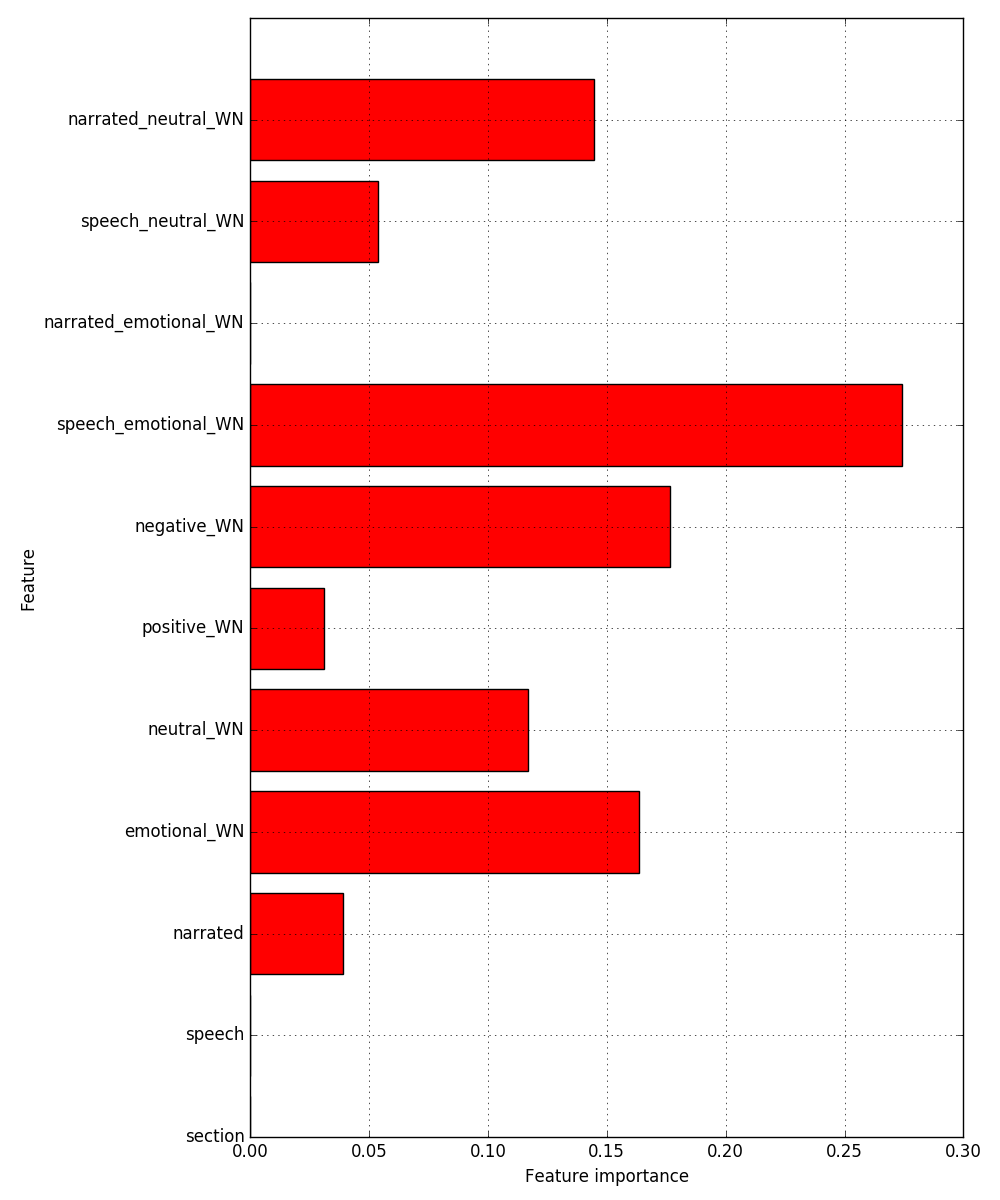 narrated_neutral_WN
speech_neutral_WN
narrated_emotional_WN
speech_emotional_WN
negative_WN
positive_WN
neutral_WN
emotional_WN
narrated
speech
section
Feature
0.00 0.05 0.10 0.15 0.20 0.25 0.30
Feature importance